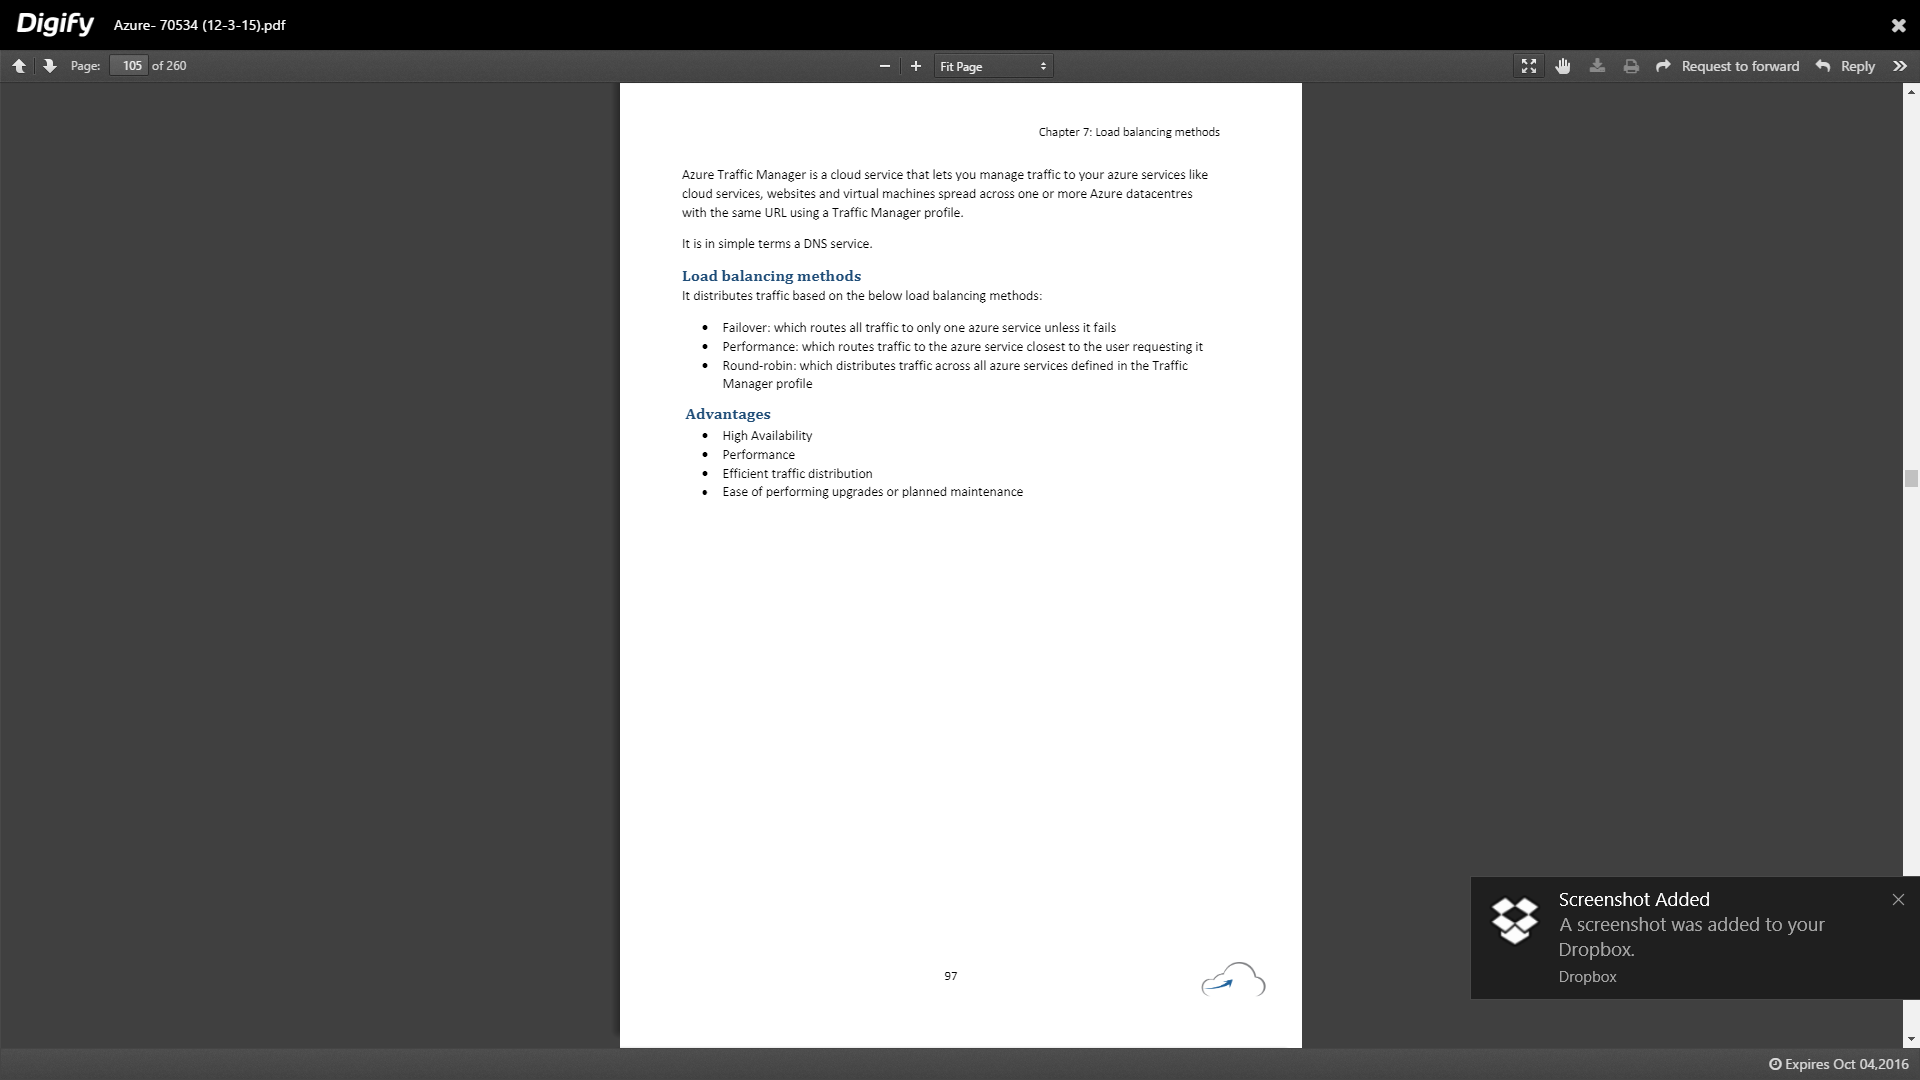 Digify Azure- 70534 (12-3-15).pdf
Page: 105 of 260 Fit Page Request to forward Reply
Chapter 7: Load balancing methods
Azure Traffic Manager is a cloud service that lets you manage traffic to your azure services like
cloud services, websites and virtual machines spread across one or more Azure datacentres
with the same URL using a Traffic Manager profile.
It is in simple terms a DNS service.
Load balancing methods
It distributes traffic based on the below load balancing methods:
• Failover: which routes all traffic to only one azure service unless it fails
• Performance: which routes traffic to the azure service closest to the user requesting it
• Round-robin: which distributes traffic across all azure services defined in the Traffic
Manager profile
Advantages
• High Availability
• Performance
• Efficient traffic distribution
• Ease of performing upgrades or planned maintenance
97
Screenshot Added
A screenshot was added to your
Dropbox.
Dropbox
Expires Oct 04,2016